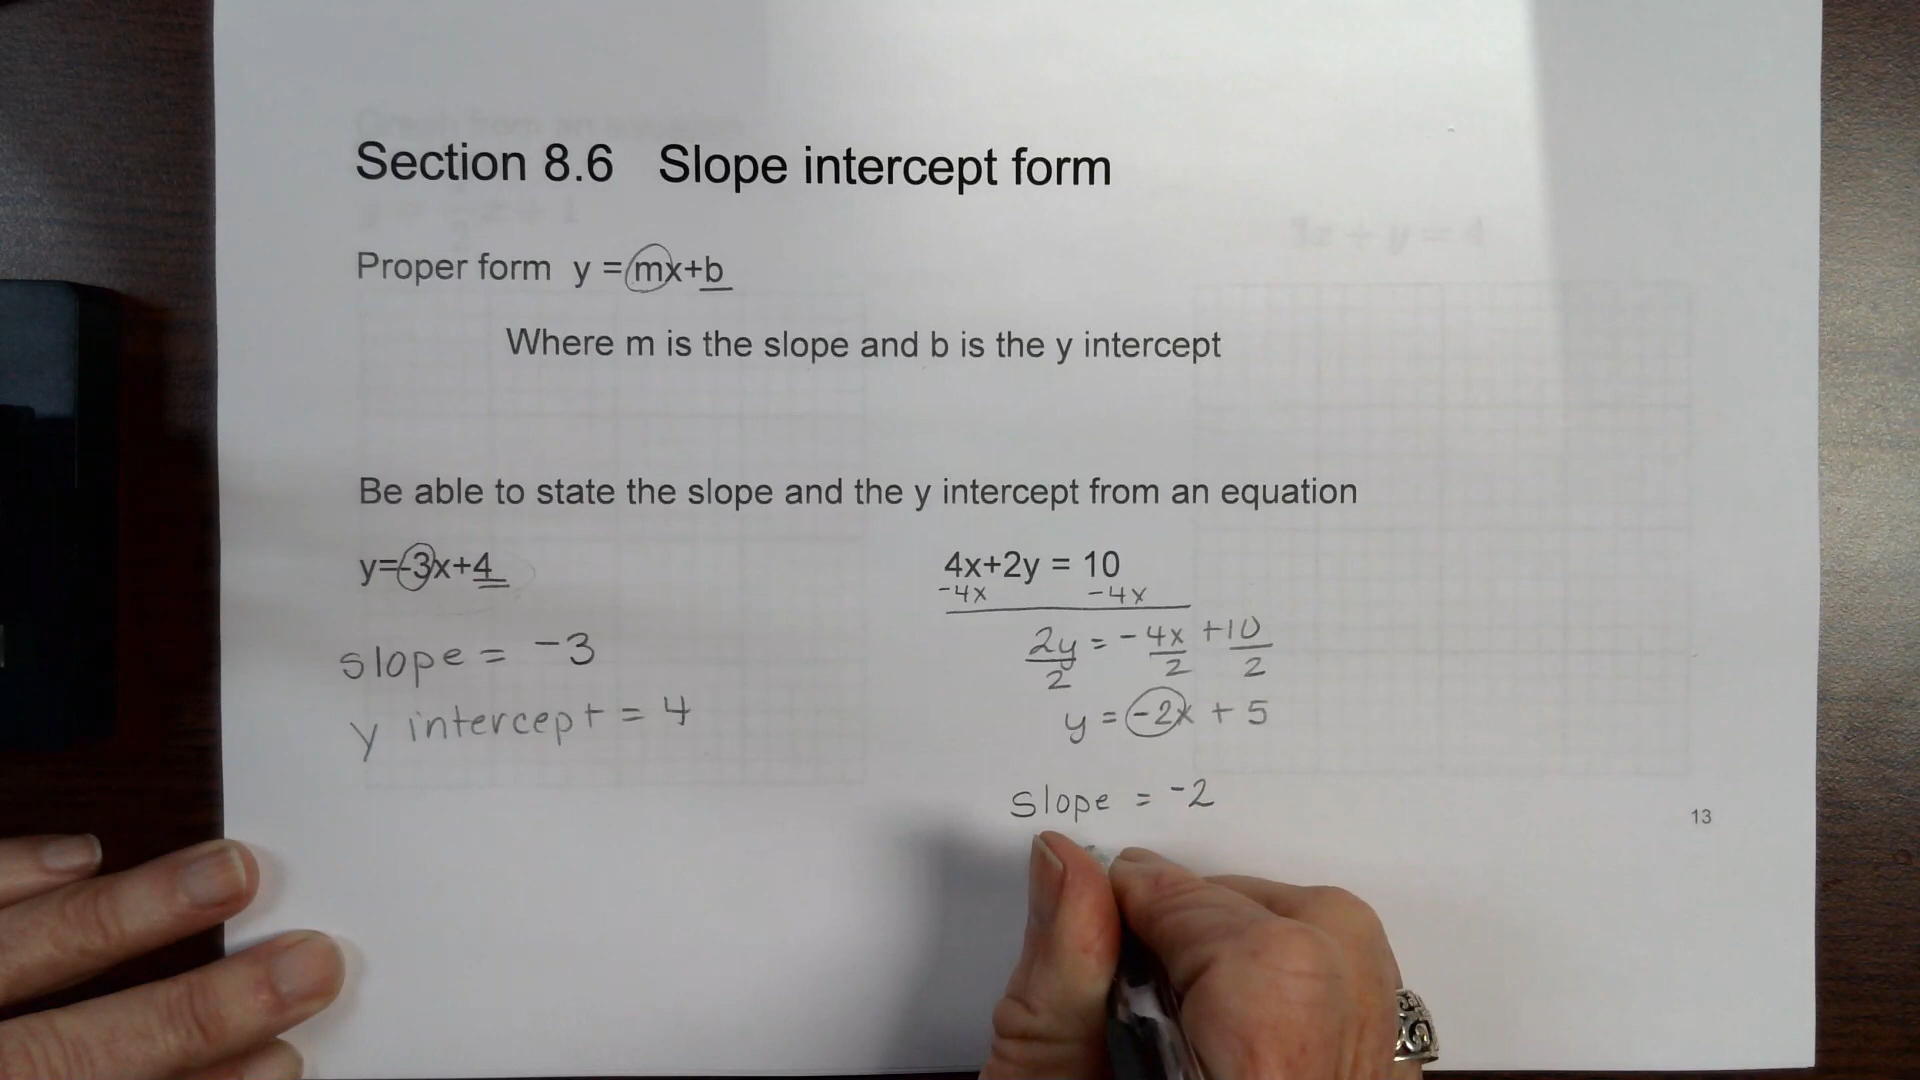 Section 8.6 Slope intercept form
Proper form y = mx+b
Where m is the slope and b is the y intercept
Be able to state the slope and the y intercept from an equation
y=-3x+4
slope = -3
y intercept = 4
4x+2y = 10
-4x -4x
2y = -4x +10
2 2 2
y = -2x + 5
slope = -2
13
3x + y = 4